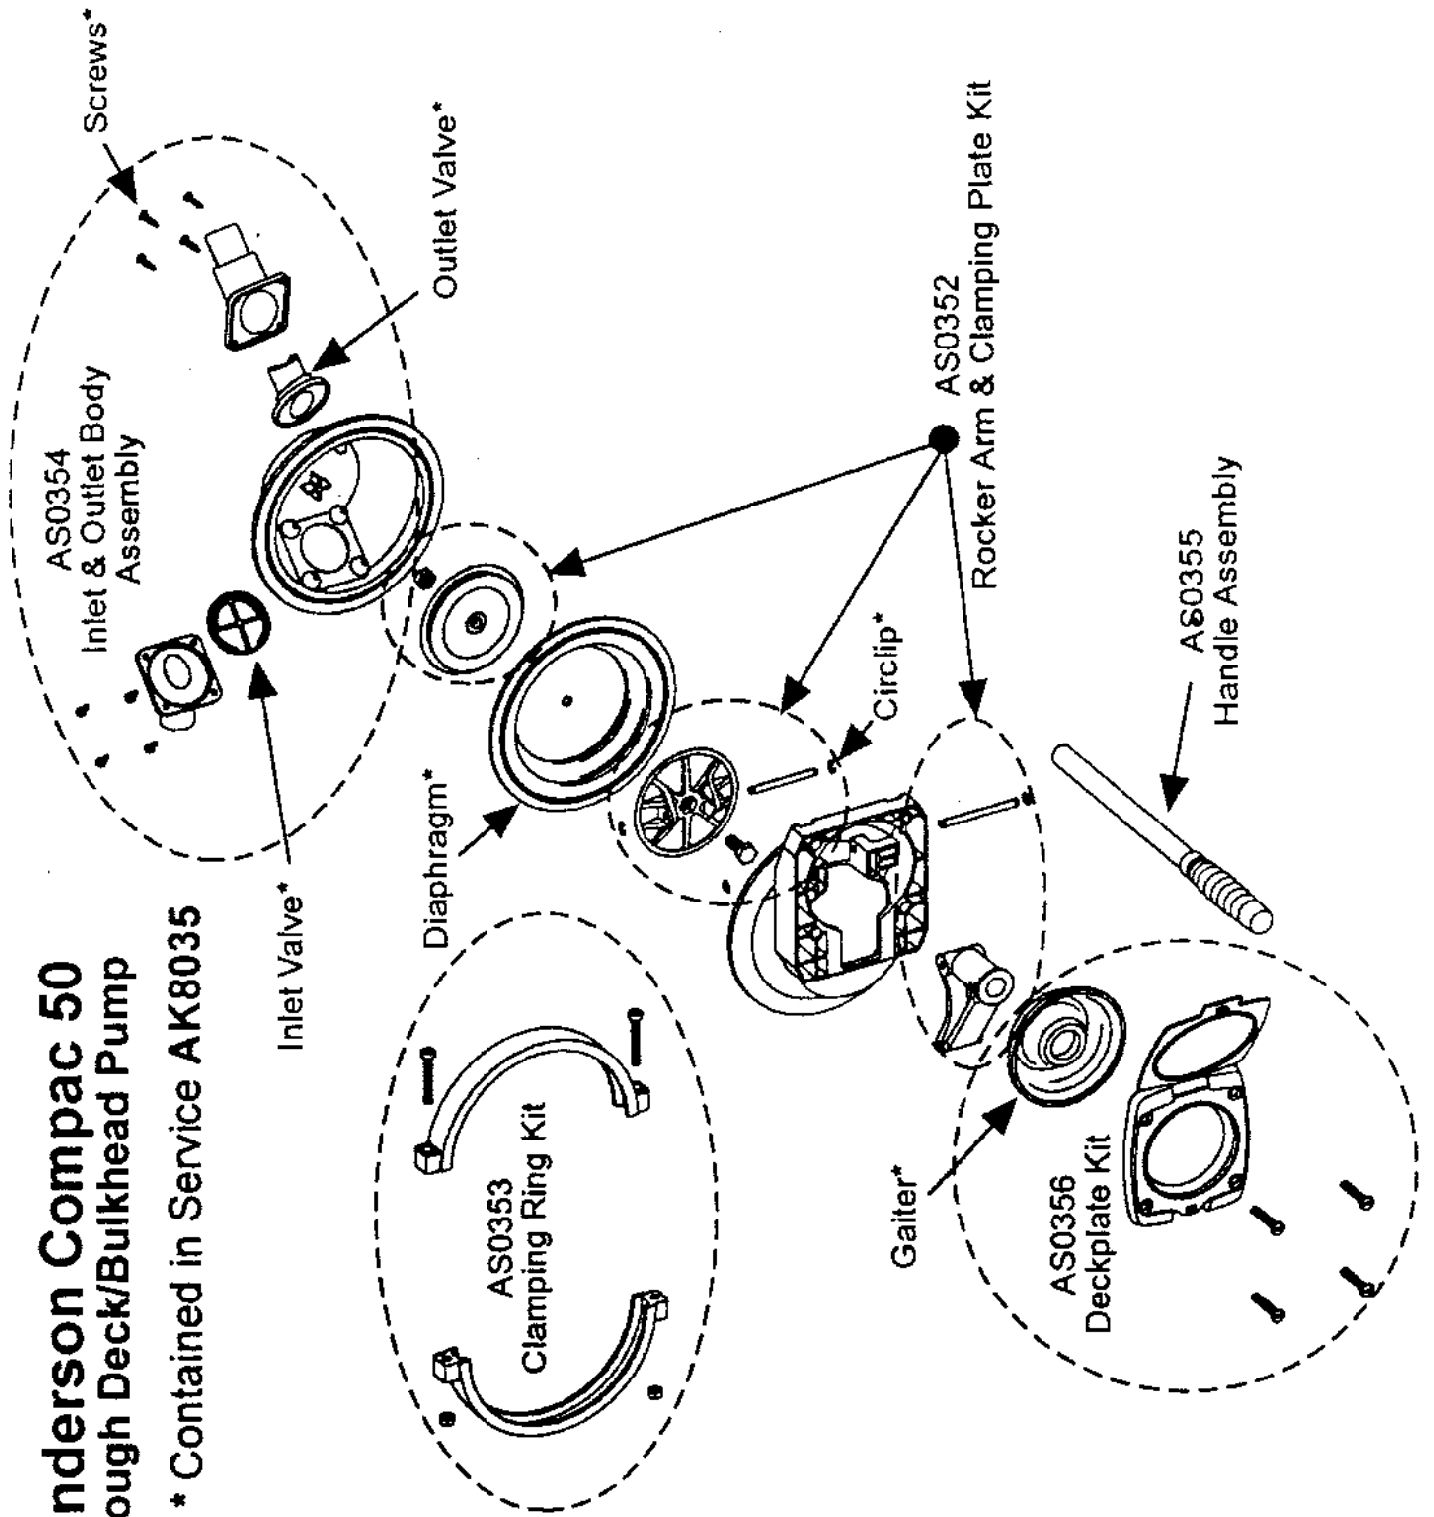 nderson Compac 50
ough Deck/Bulkhead Pump
* Contained in Service AK8035
Inlet Valve*
AS0354
Inlet & Outlet Body
Assembly
Screws*
Outlet Valve*
Diaphragm*
AS0353
Clamping Ring Kit
Circlip*
AS0352
Rocker Arm & Clamping Plate Kit
Gaiter*
AS0356
Deckplate Kit
AS0355
Handle Assembly